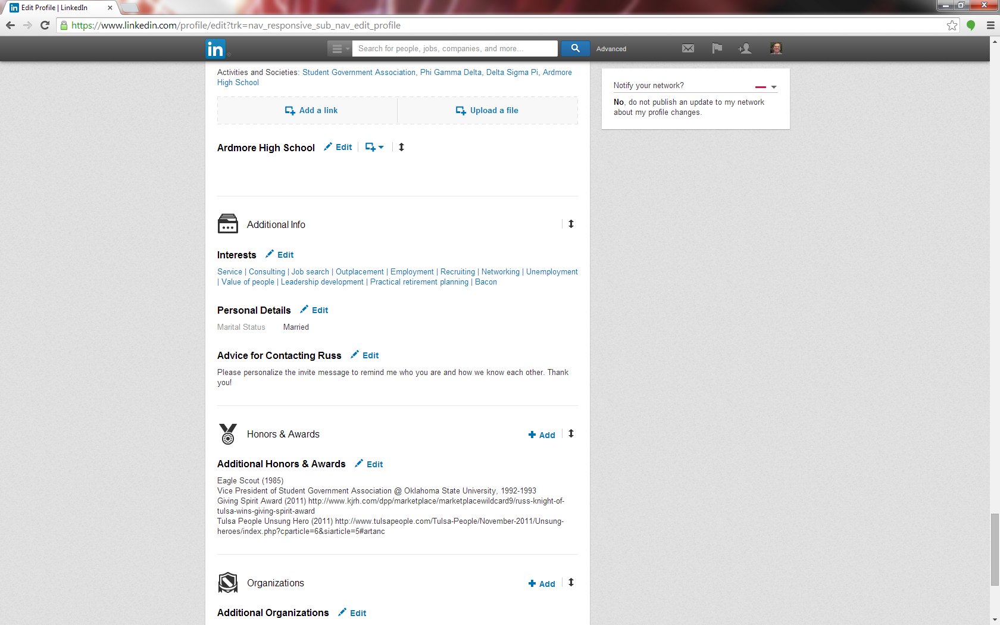 Edit Profile | LinkedIn
https://www.linkedin.com/profile/edit?trk=nav_responsive_sub_nav_edit_profile
in
Search for people, jobs, companies, and more...
Advanced
Activities and Societies: Student Government Association, Phi Gamma Delta, Delta Sigma Pi, Ardmore
High School
Add a link
Upload a file
Notify your network?
No, do not publish an update to my network
about my profile changes.
Ardmore High School Edit
Additional Info
Interests Edit
Service | Consulting | Job search | Outplacement | Employment | Recruiting | Networking | Unemployment
| Value of people | Leadership development | Practical retirement planning | Bacon
Personal Details Edit
Marital Status Married
Advice for Contacting Russ Edit
Please personalize the invite message to remind me who you are and how we know each other. Thank
you!
Honors & Awards Add
Additional Honors & Awards Edit
Eagle Scout (1985)
Vice President of Student Government Association @ Oklahoma State University, 1992-1993
Giving Spirit Award (2011) http://www.kjrh.com/dpp/marketplace/marketplacewildcard9/russ-knight-of-
tulsa-wins-giving-spirit-award
Tulsa People Unsung Hero (2011) http://www.tulsapeople.com/Tulsa-People/November-2011/Unsung-
heroes/index.php?cparticle=6&siarticle=5#artanc
Organizations Add
Additional Organizations Edit